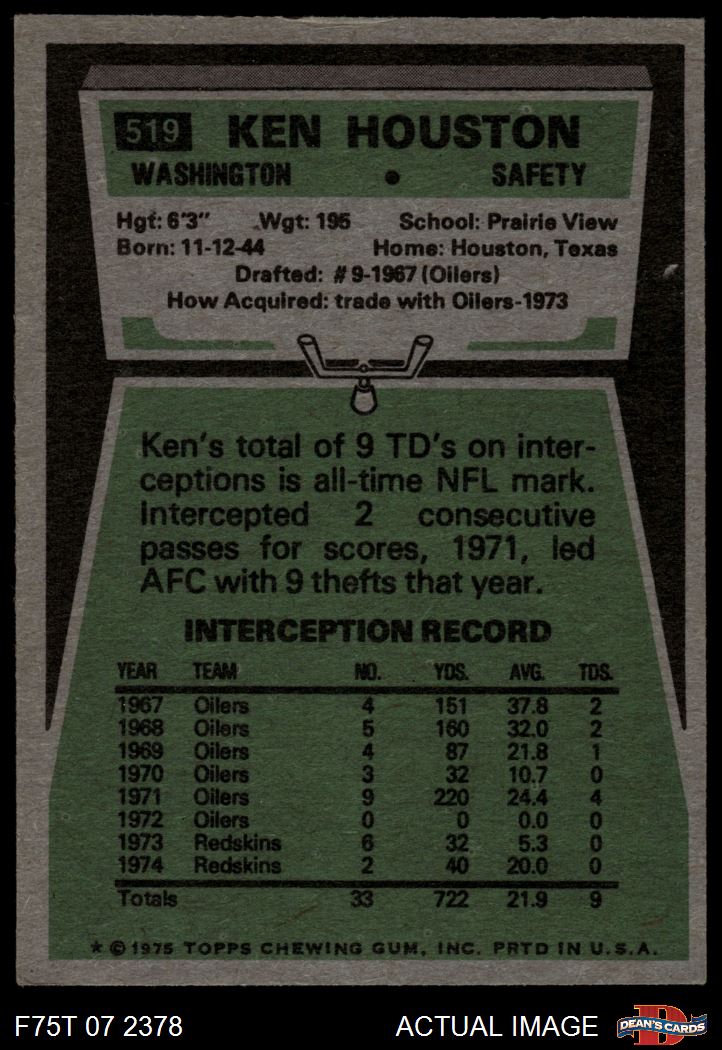 519 KEN HOUSTON
WASHINGTON • SAFETY
Hgt: 6'3" Wgt: 195 School: Prairie View
Born: 11-12-44 Home: Houston, Texas
Drafted: #9-1967 (Oilers)
How Acquired: trade with Oilers-1973
Ken's total of 9 TD's on inter-
ceptions is all-time NFL mark.
Intercepted 2 consecutive
passes for scores, 1971, led
AFC with 9 thefts that year.
INTERCEPTION RECORD
YEAR TEAM NO. YDS. AVG. TDS.
1967 Oilers 4 151 37.8 2
1968 Oilers 5 160 32.0 2
1969 Oilers 4 87 21.8 1
1970 Oilers 3 32 10.7 0
1971 Oilers 9 220 24.4 4
1972 Oilers 0 0 0.0 0
1973 Redskins 6 32 5.3 0
1974 Redskins 2 40 20.0 0
Totals 33 722 21.9 9
* © 1975 TOPPS CHEWING GUM, INC. PRTD IN U.S.A.
F75T 07 2378 ACTUAL IMAGE D DEAN'S CARDS